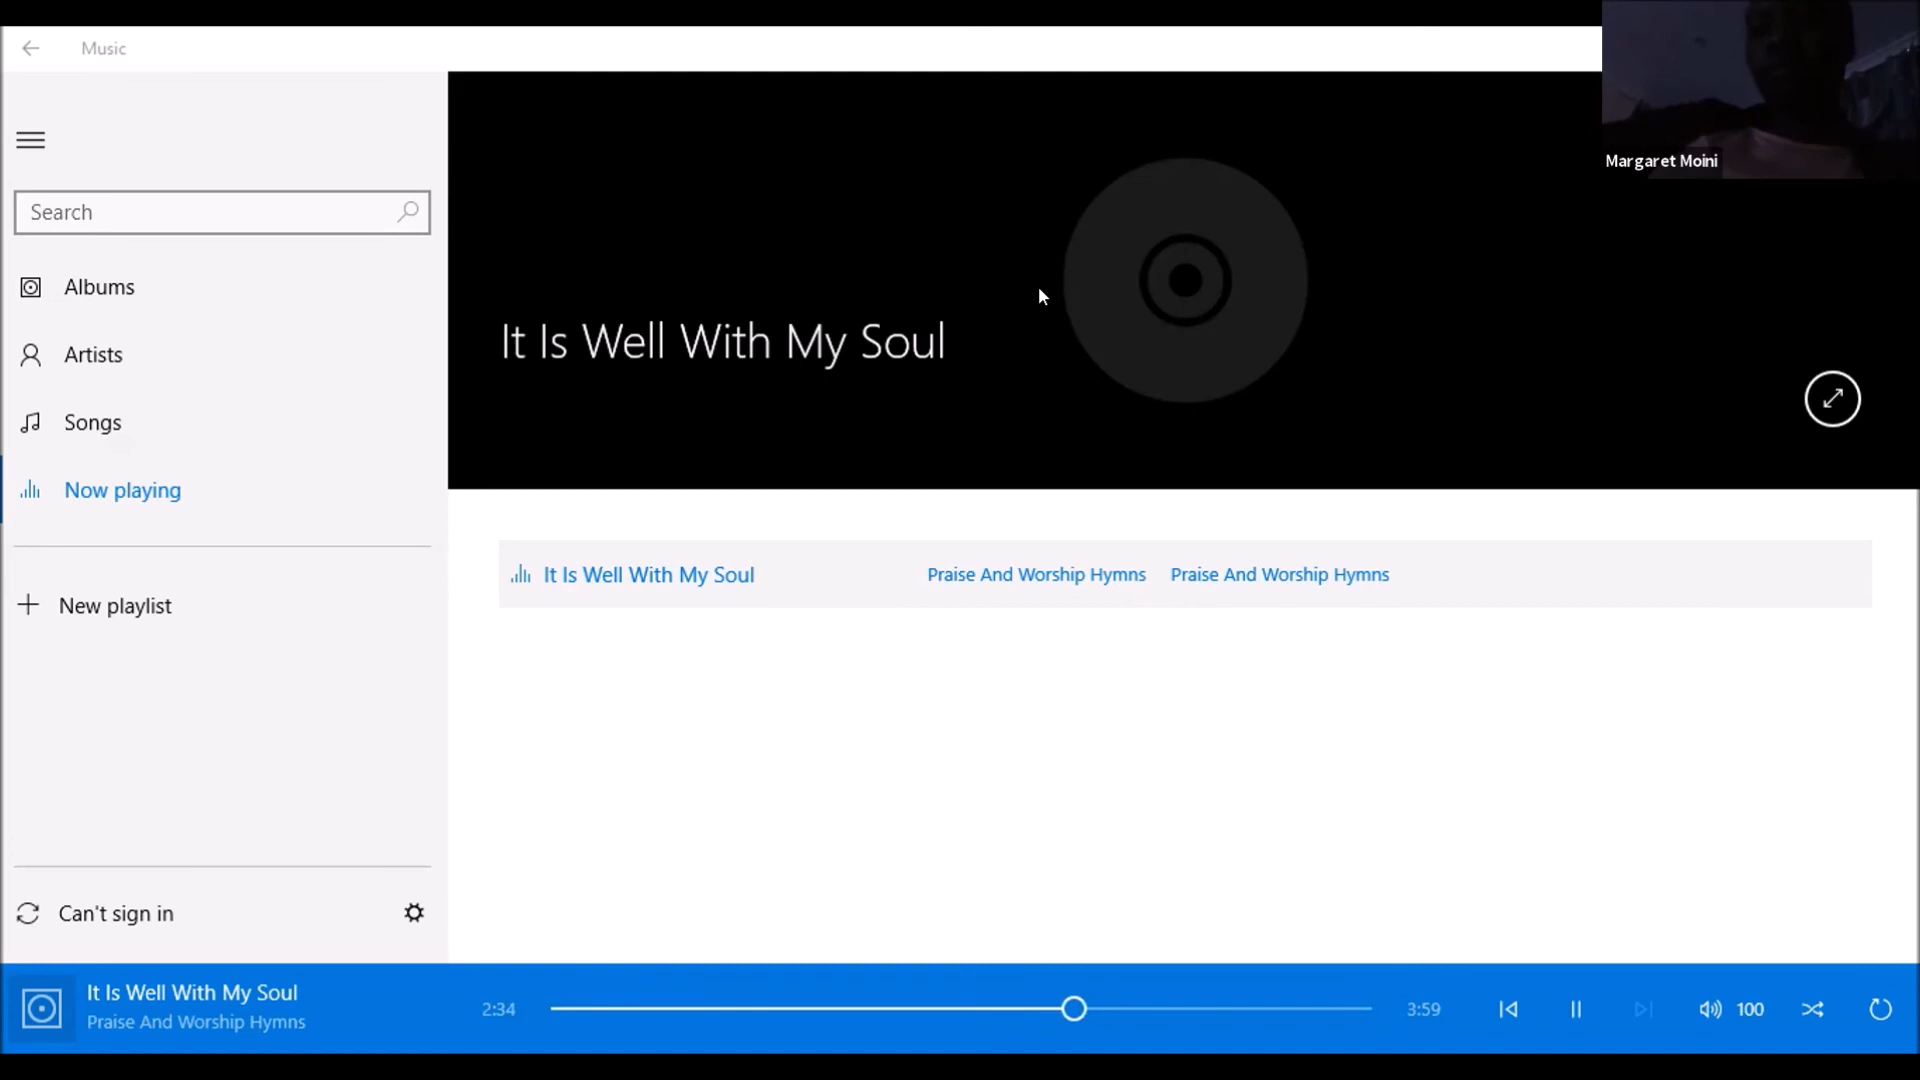 Music
Margaret Moini
Search
Albums
Artists
Songs
Now playing
New playlist
Can't sign in
It Is Well With My Soul
It Is Well With My Soul Praise And Worship Hymns Praise And Worship Hymns
It Is Well With My Soul
Praise And Worship Hymns
2:34 3:59 100